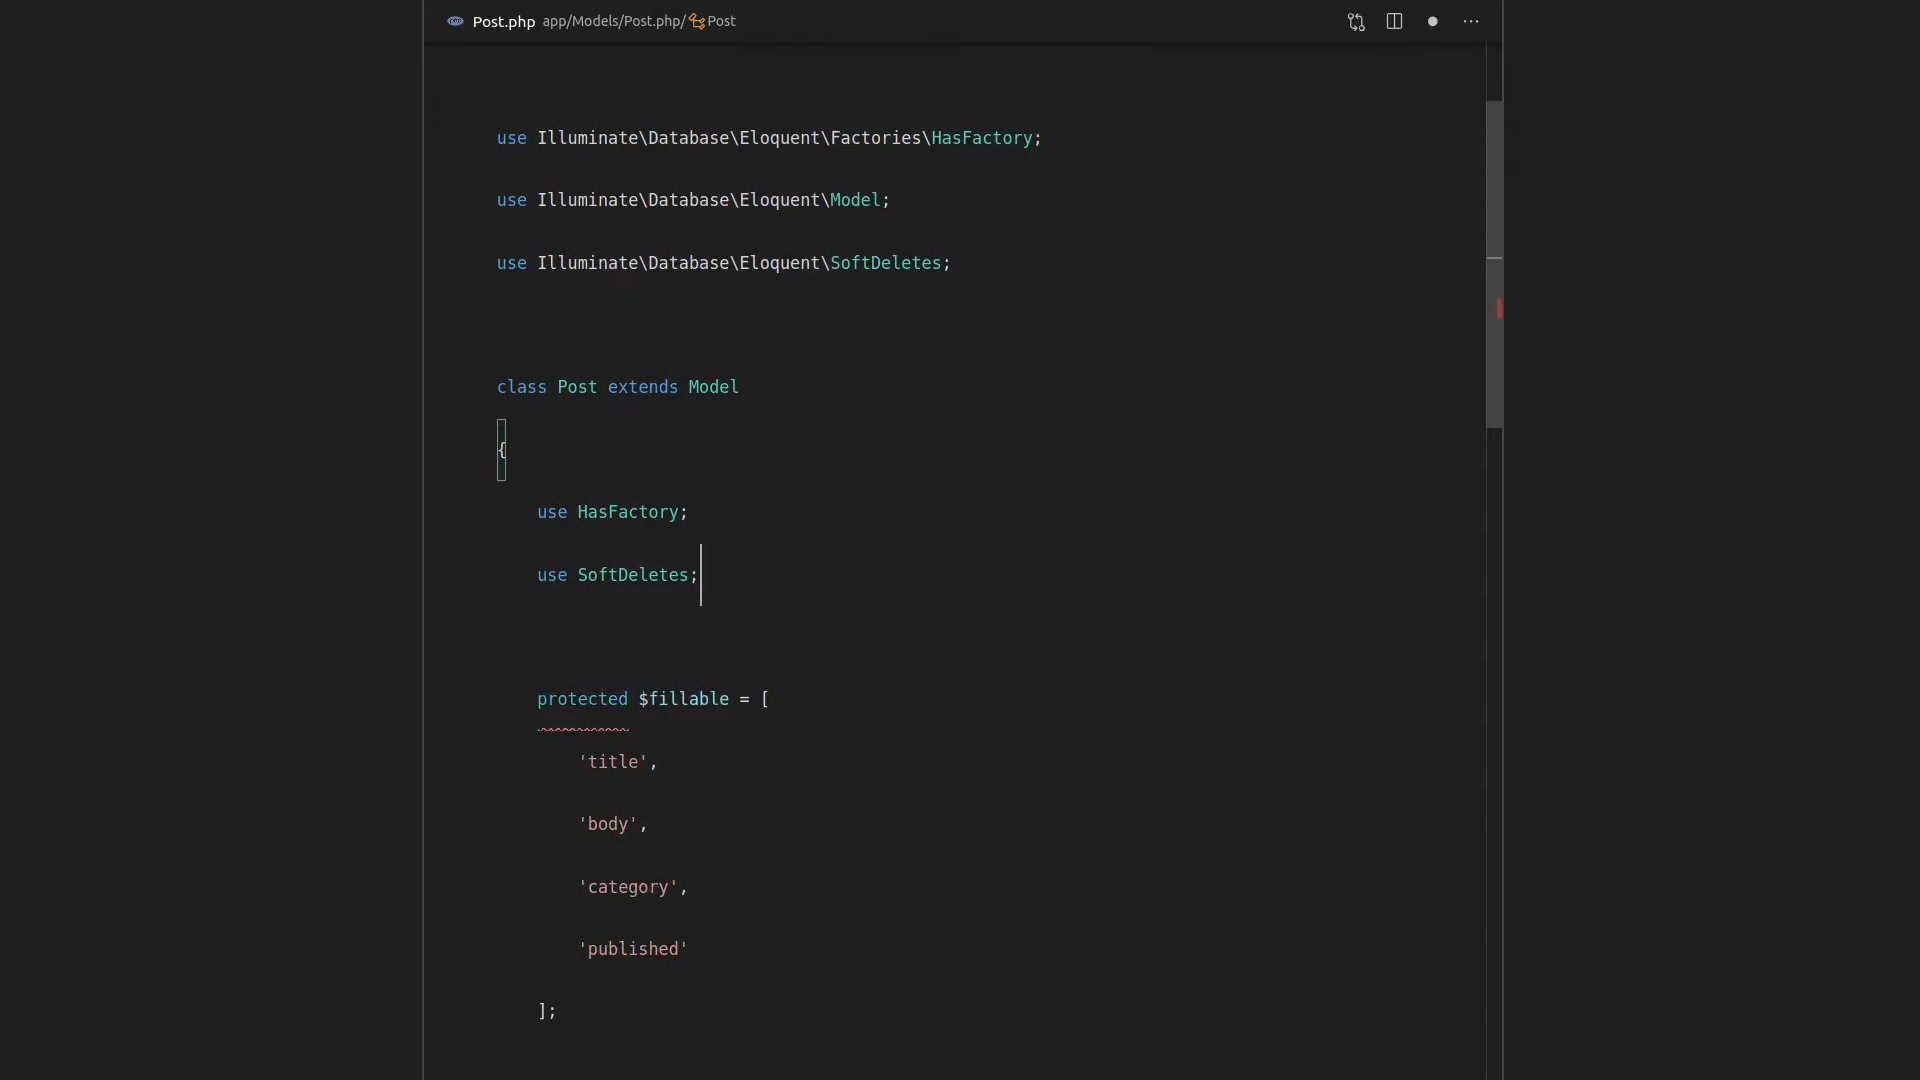 php Post.php app/Models/Post.php/ Post
use Illuminate\Database\Eloquent\Factories\HasFactory;
use Illuminate\Database\Eloquent\Model;
use Illuminate\Database\Eloquent\SoftDeletes;
class Post extends Model
{
use HasFactory;
use SoftDeletes;
protected $fillable = [
'title',
'body',
'category',
'published'
];